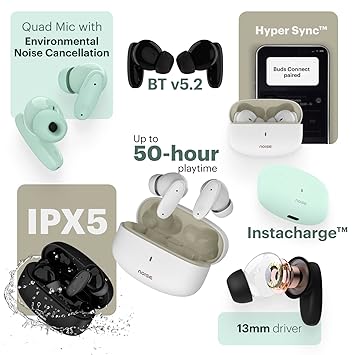 Quad Mic with
Environmental
Noise Cancellation
BT v5.2
Hyper Sync™
Buds Connect
paired
noise
Up to
50-hour
playtime
IPX5
noise
Instacharge™
13mm driver